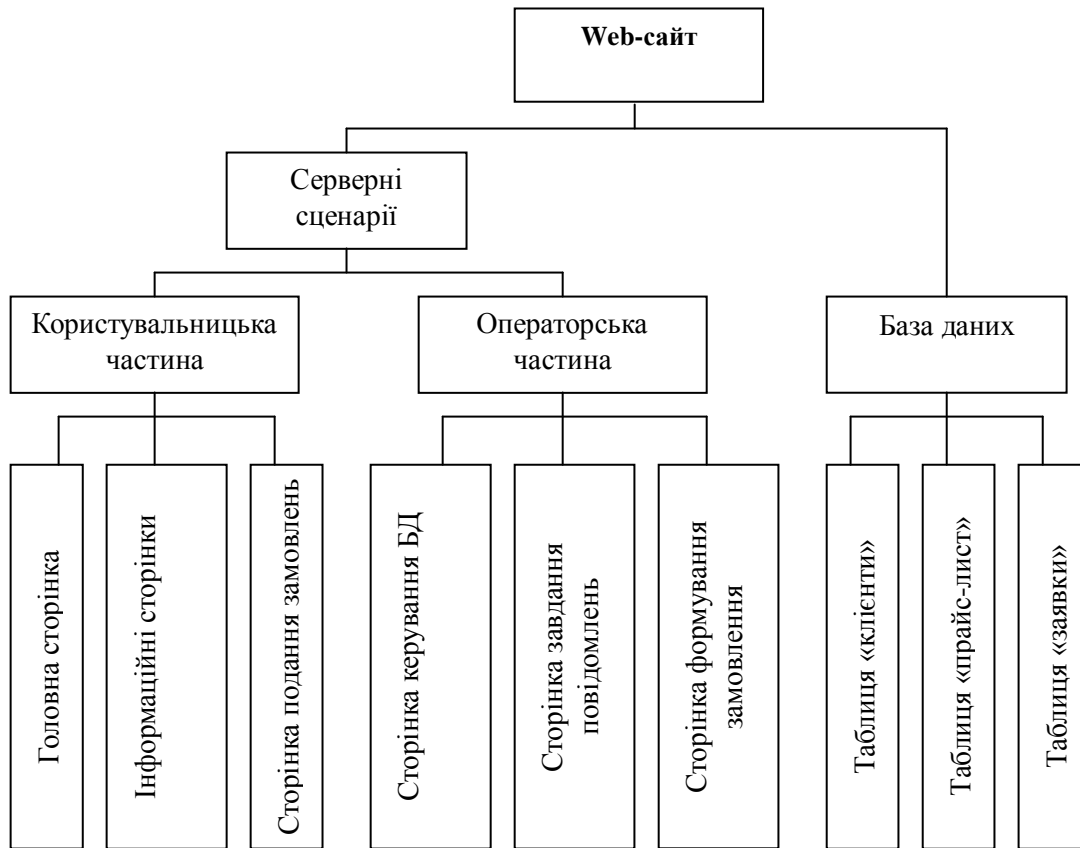 Web-сайт
Серверні
сценарії
Користувальницька
частина
Операторська
частина
База даних
Головна сторінка
Інформаційні сторінки
Сторінка подання замовлень
Сторінка керування БД
Сторінка завдання
повідомлень
Сторінка формування
замовлення
Таблиця «клієнти»
Таблиця «прайс-лист»
Таблиця «заявки»